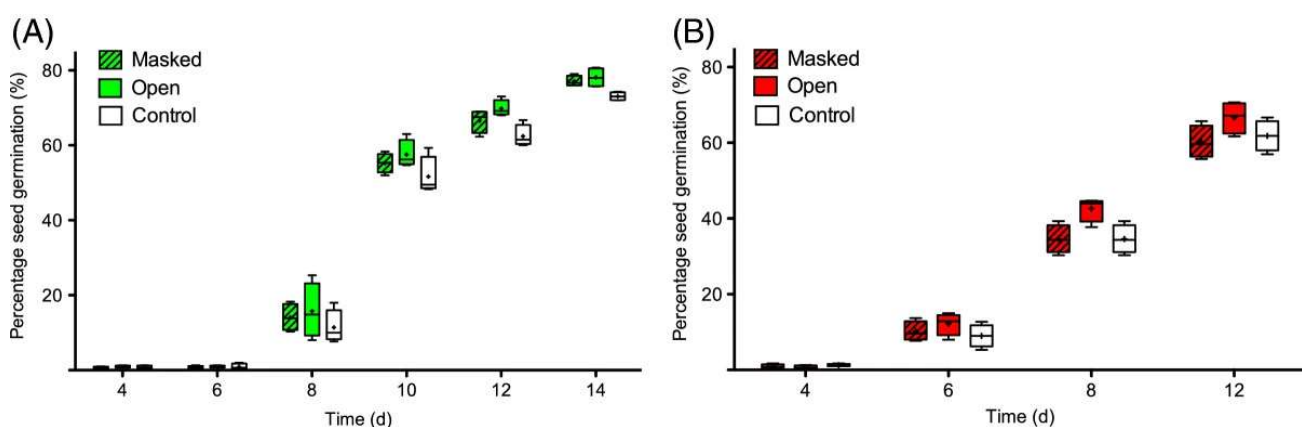 (A)
Masked
Open
Control
Percentage seed germination (%)
80
60
40
20
4 6 8 10 12 14
Time (d)
(B)
Masked
Open
Control
Percentage seed germination (%)
80
60
40
20
4 6 8 12
Time (d)